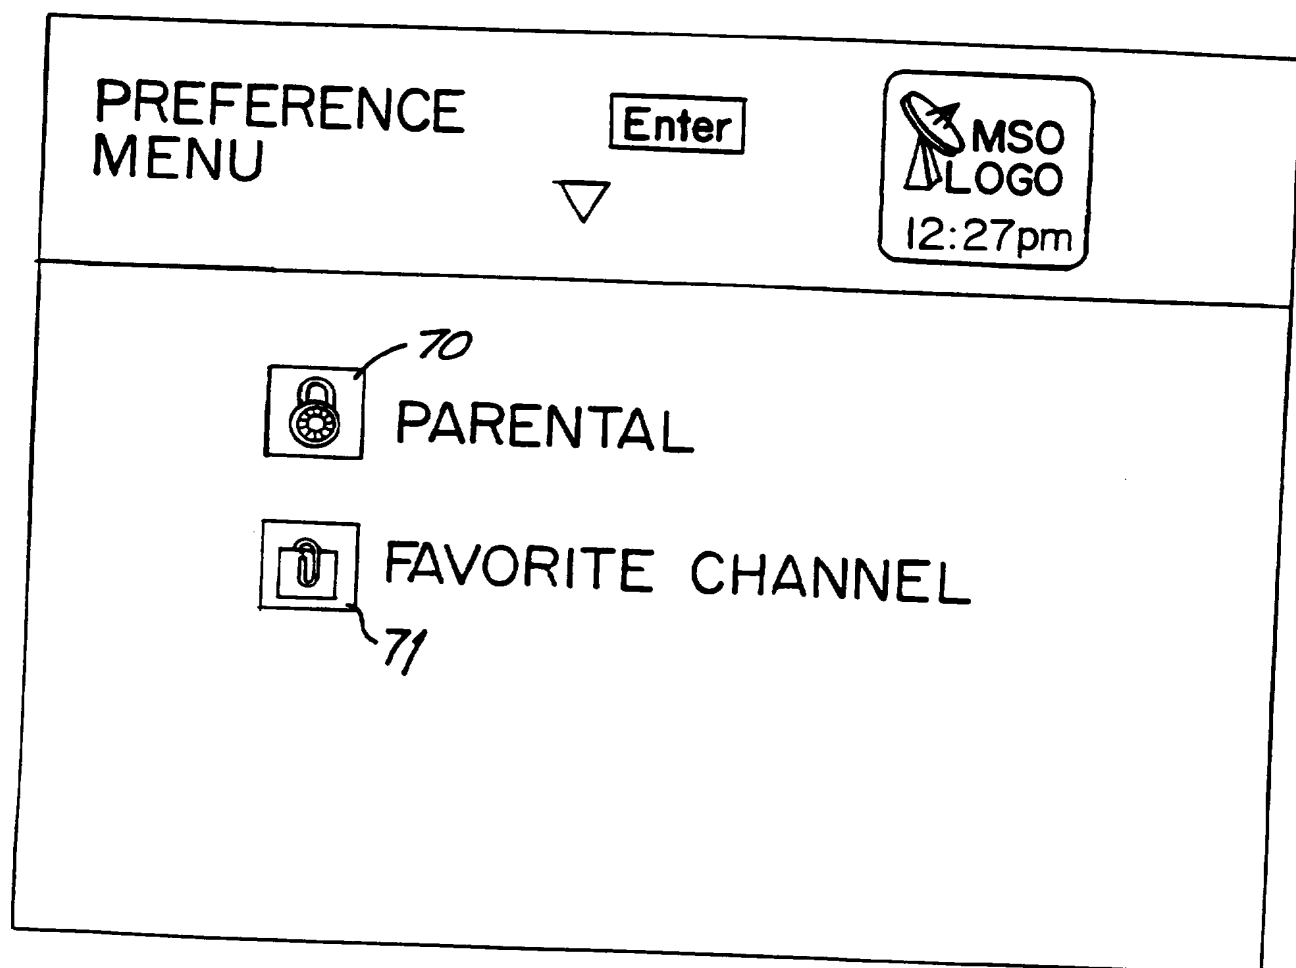 PREFERENCE
MENU
Enter
MSO
LOGO
12:27pm
70
PARENTAL
FAVORITE CHANNEL
71